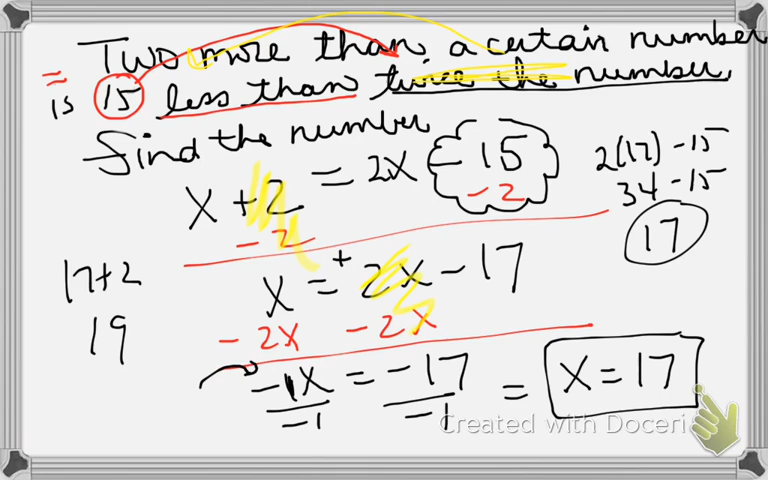 Two more than a certain number
= is 15 less than twice the number.
Find the number
x + 2 = 2x - 15
- 2 - 2
2(17) - 15
34 - 15
17
x = + 2x - 17
17+2
19
- 2x - 2x
-1x = -17 = x = 17
-1 -1
Created with Doceri